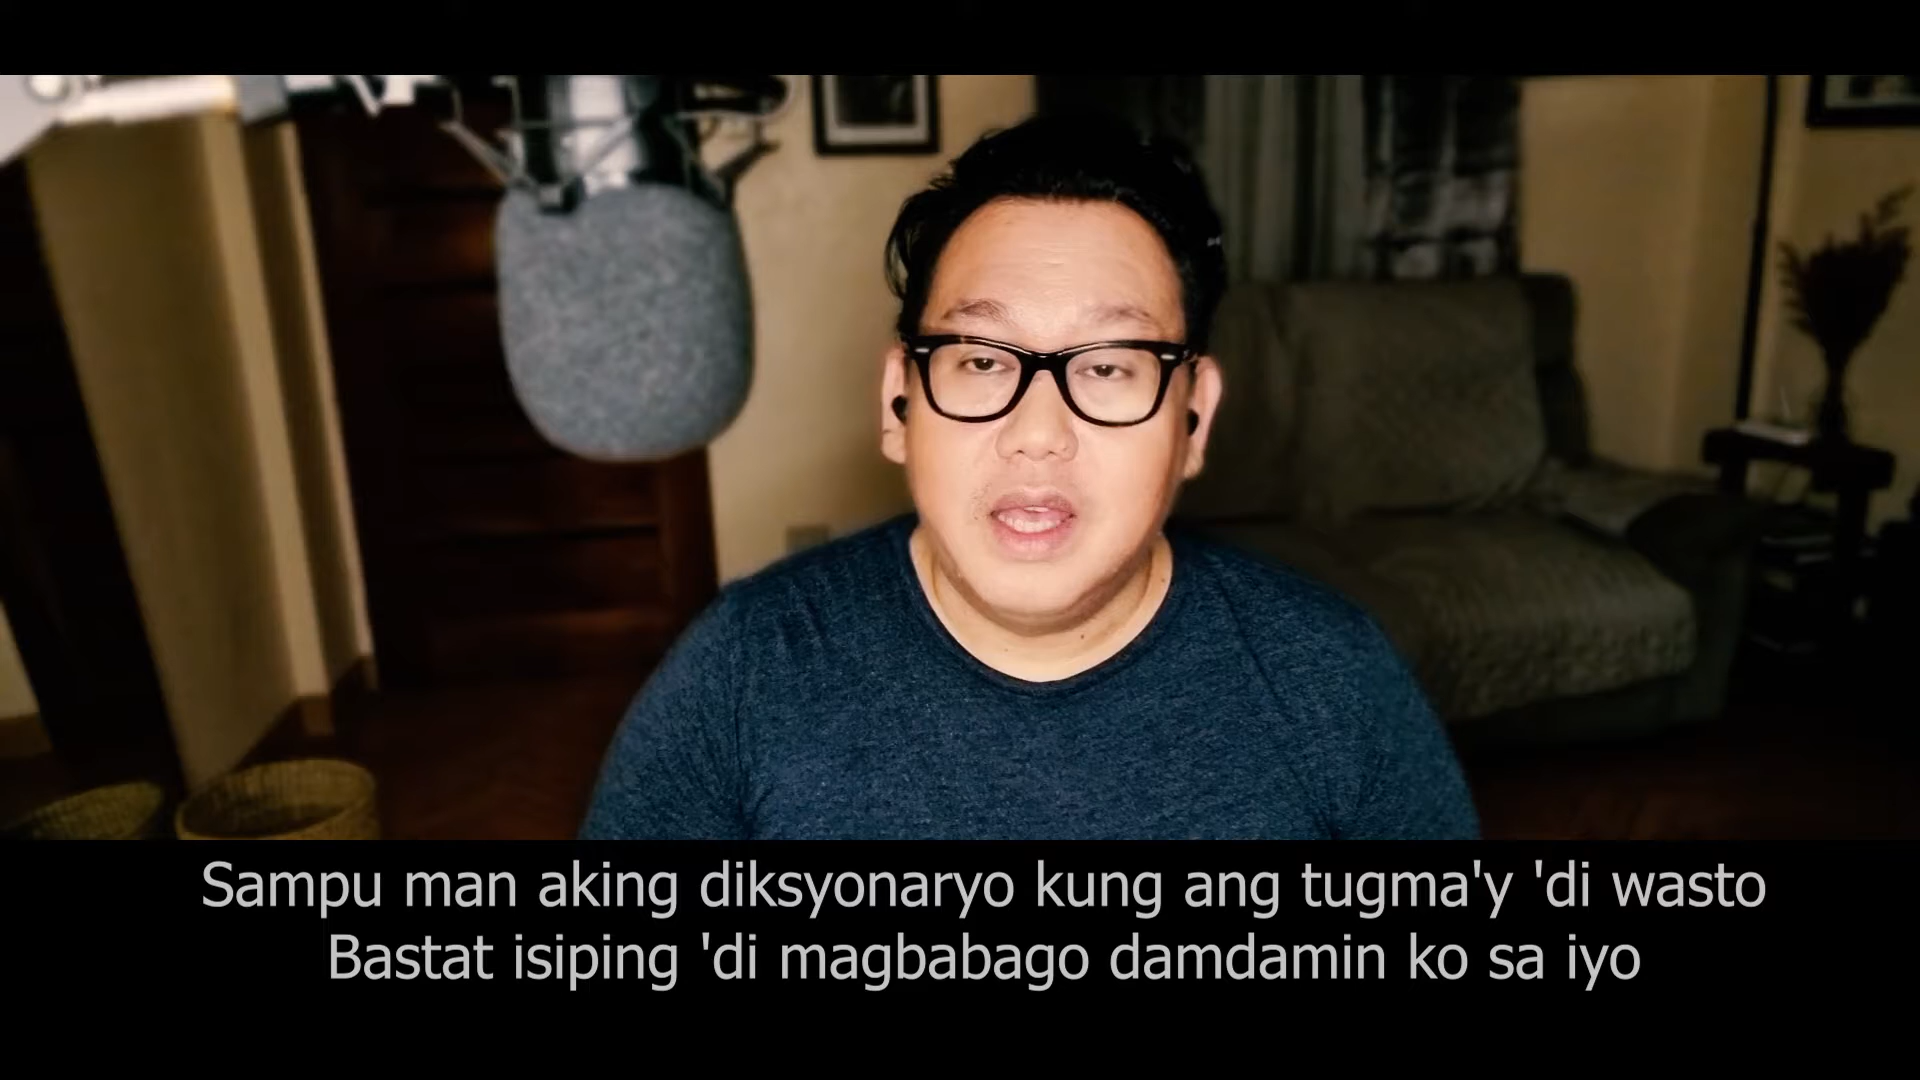 Sampu man aking diksyonaryo kung ang tugma'y 'di wasto
Bastat isiping 'di magbabago damdamin ko sa iyo